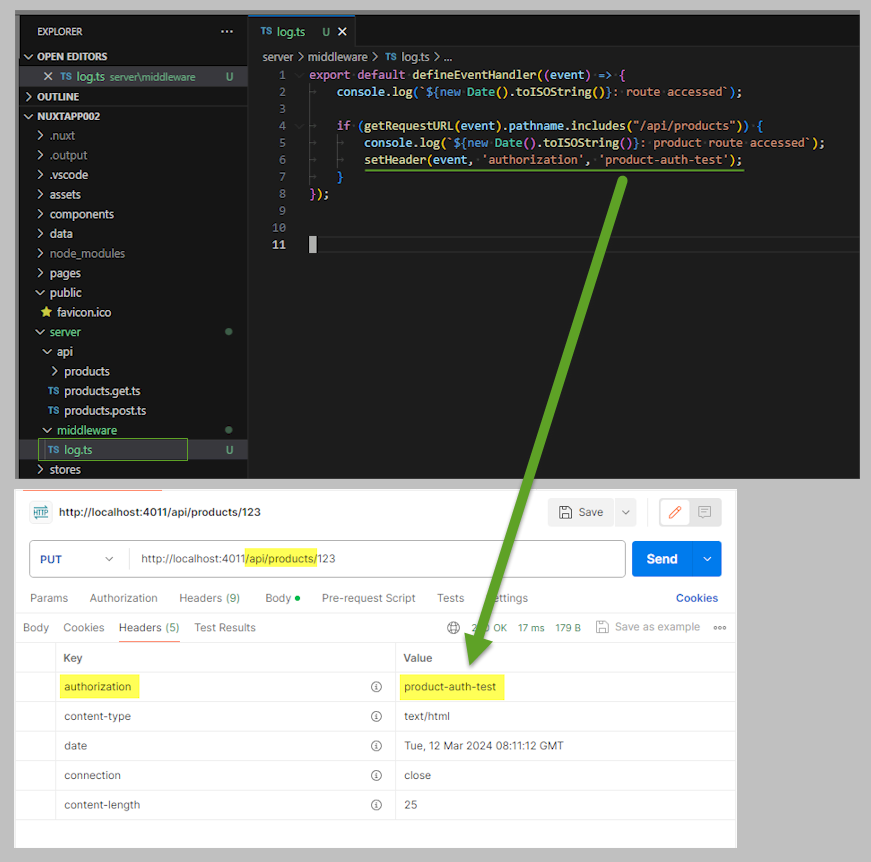 EXPLORER ...
OPEN EDITORS
TS log.ts server\middleware U
OUTLINE
NUXTAPP002
.nuxt
.output
.vscode
assets
components
data
node_modules
pages
public
favicon.ico
server
api
products
TS products.get.ts
TS products.post.ts
middleware
TS log.ts U
stores
TS log.ts U
server > middleware > TS log.ts > ...
1 export default defineEventHandler((event) => {
2 console.log(`${new Date().toISOString()}: route accessed`);
3
4 if (getRequestURL(event).pathname.includes("/api/products")) {
5 console.log(`${new Date().toISOString()}: product route accessed`);
6 setHeader(event, 'authorization', 'product-auth-test');
7 }
8 });
9
10
11
HTTP http://localhost:4011/api/products/123 Save
PUT http://localhost:4011/api/products/123 Send
Params Authorization Headers (9) Body Pre-request Script Tests Cookies
Body Cookies Headers (5) Test Results OK 17 ms 179 B Save as example
Key Value
authorization product-auth-test
content-type text/html
date Tue, 12 Mar 2024 08:11:12 GMT
connection close
content-length 25